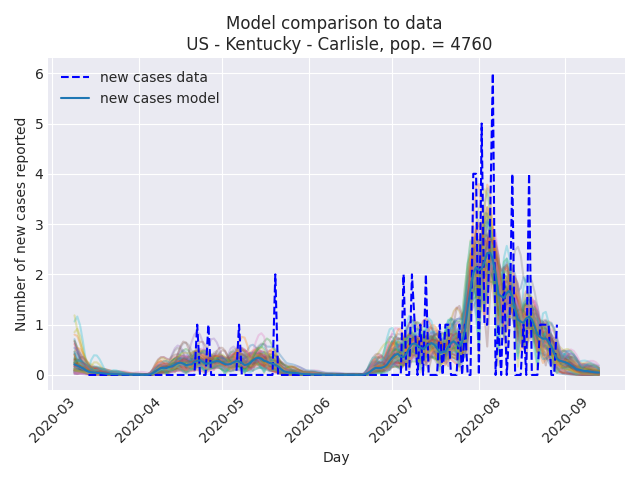 Model comparison to data
US - Kentucky - Carlisle, pop. = 4760
new cases data
new cases model
Number of new cases reported
6
5
4
3
2
1
0
2020-03
2020-04
2020-05
2020-06
2020-07
2020-08
2020-09
Day